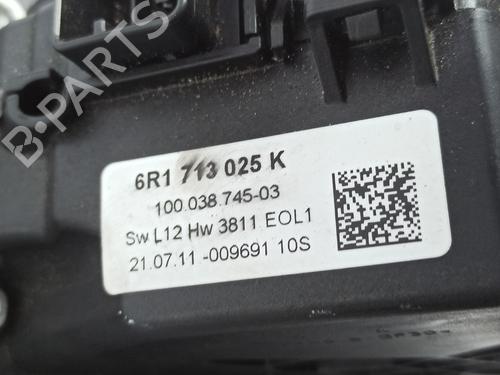 B-PARTS
6R1 713 025 K
100.038.745-03
Sw L12 Hw 3811 EOL1
21.07.11 -009691 10S